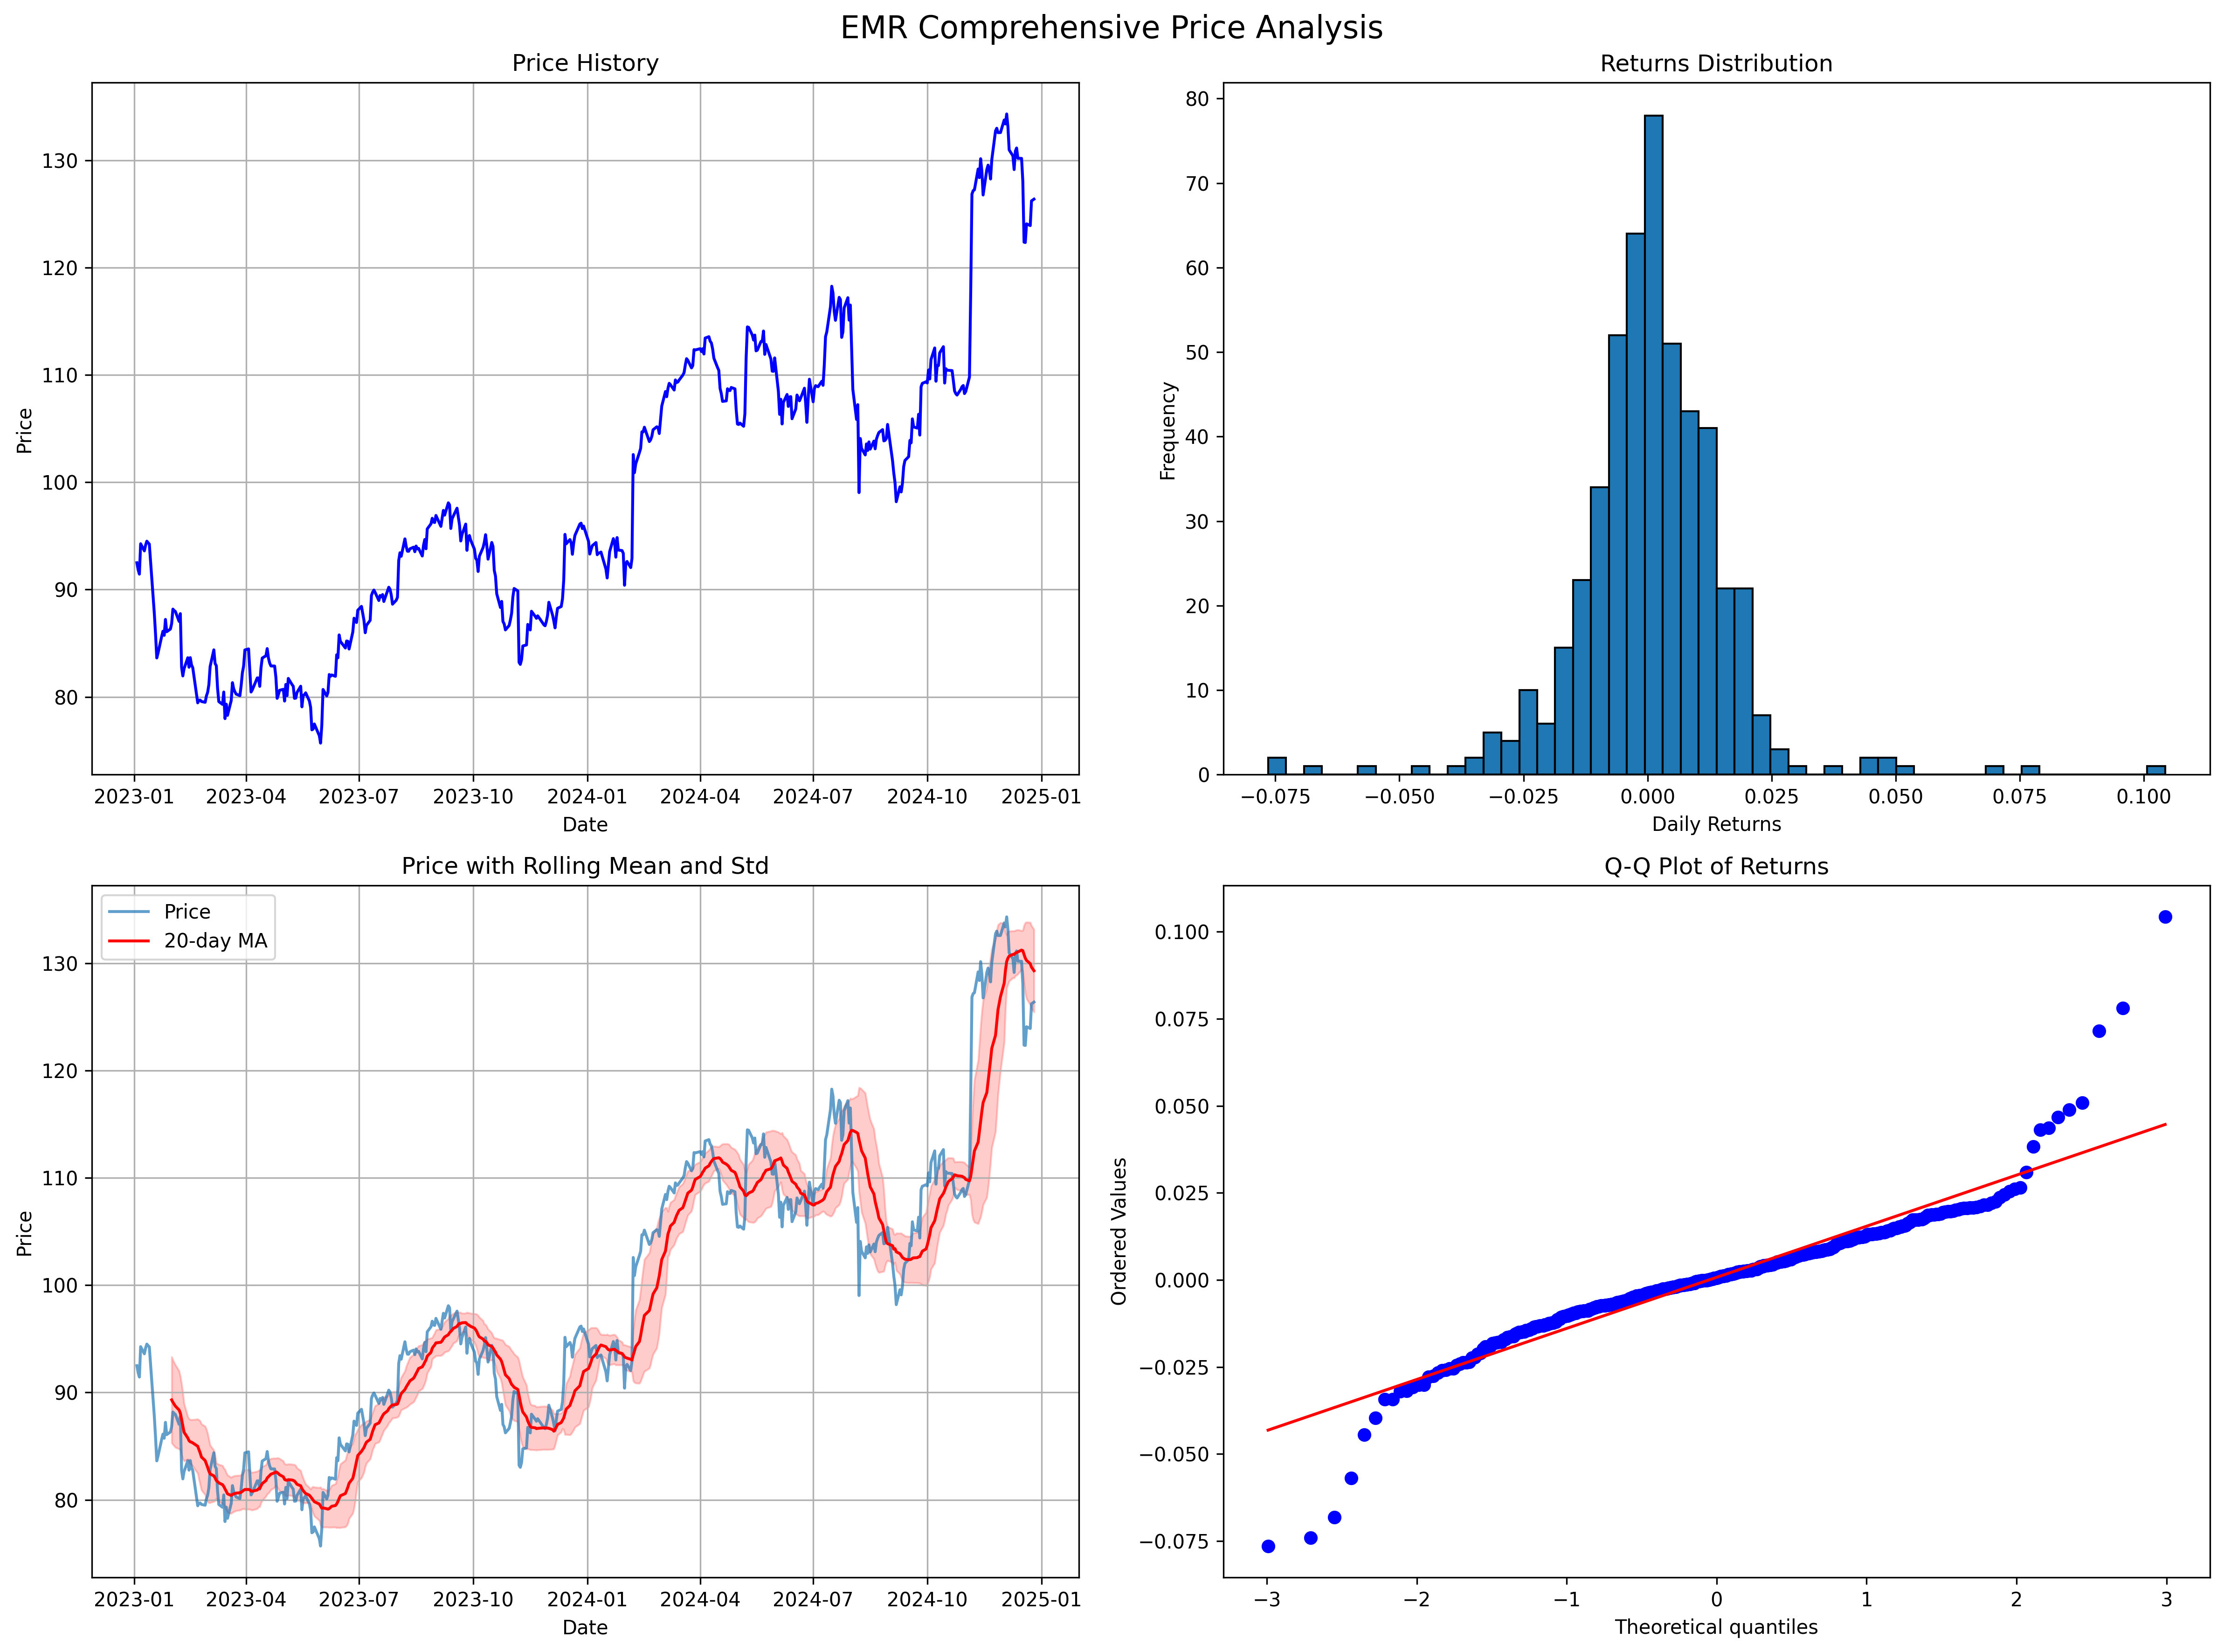 EMR Comprehensive Price Analysis
Price History
Price
130
120
110
100
90
80
2023-01 2023-04 2023-07 2023-10 2024-01 2024-04 2024-07 2024-10 2025-01
Date
Returns Distribution
Frequency
80
70
60
50
40
30
20
10
0
−0.075 −0.050 −0.025 0.000 0.025 0.050 0.075 0.100
Daily Returns
Price with Rolling Mean and Std
Price
20-day MA
Price
130
120
110
100
90
80
2023-01 2023-04 2023-07 2023-10 2024-01 2024-04 2024-07 2024-10 2025-01
Date
Q-Q Plot of Returns
Ordered Values
0.100
0.075
0.050
0.025
0.000
−0.025
−0.050
−0.075
−3 −2 −1 0 1 2 3
Theoretical quantiles